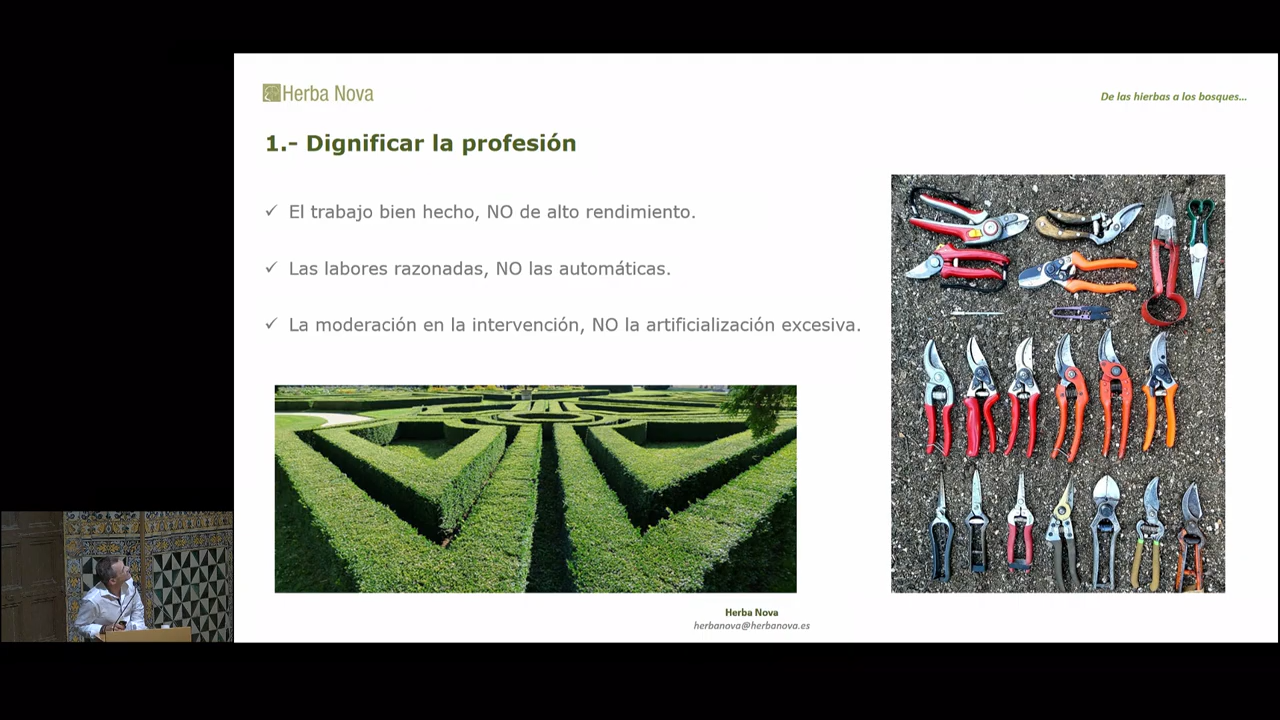 Herba Nova
De las hierbas a los bosques...
1.- Dignificar la profesión
✓ El trabajo bien hecho, NO de alto rendimiento.
✓ Las labores razonadas, NO las automáticas.
✓ La moderación en la intervención, NO la artificialización excesiva.
Herba Nova
herbanova@herbanova.es